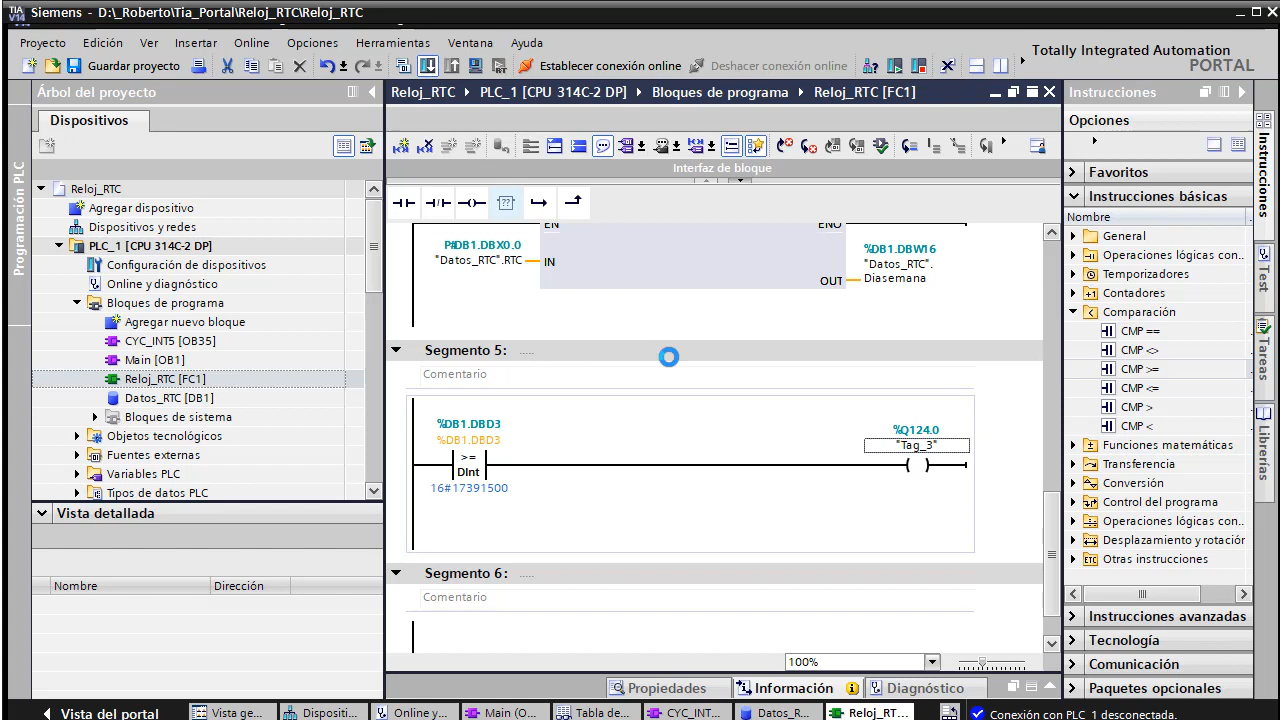 TIA V14 Siemens - D:\_Roberto\Tia_Portal\Reloj_RTC\Reloj_RTC
Proyecto Edición Ver Insertar Online Opciones Herramientas Ventana Ayuda
Totally Integrated Automation
PORTAL
Guardar proyecto Establecer conexión online Deshacer conexión online
Árbol del proyecto
Reloj_RTC PLC_1 [CPU 314C-2 DP] Bloques de programa Reloj_RTC [FC1]
Instrucciones
Dispositivos
Opciones
Programación PLC
Interfaz de bloque
Reloj_RTC
Agregar dispositivo
Dispositivos y redes
PLC_1 [CPU 314C-2 DP]
Configuración de dispositivos
Online y diagnóstico
Bloques de programa
Agregar nuevo bloque
CYC_INT5 [OB35]
Main [OB1]
Reloj_RTC [FC1]
Datos_RTC [DB1]
Bloques de sistema
Objetos tecnológicos
Fuentes externas
Variables PLC
Tipos de datos PLC
Vista detallada
Nombre Dirección
EN ENO
P#DB1.DBX0.0
"Datos_RTC".RTC IN
%DB1.DBW16
"Datos_RTC".
Diasemana
OUT
Segmento 5: .....
Comentario
%DB1.DBD3
%DB1.DBD3
>=
DInt
16#17391500
%Q124.0
"Tag_3"
Segmento 6: .....
Comentario
100%
Propiedades Información Diagnóstico
Favoritos
Instrucciones básicas
Nombre
General
Operaciones lógicas con..
Temporizadores
Contadores
Comparación
CMP ==
CMP <>
CMP >=
CMP <=
CMP >
CMP <
Funciones matemáticas
Transferencia
Conversión
Control del programa
Operaciones lógicas con..
Desplazamiento y rotación
Otras instrucciones
Instrucciones avanzadas
Tecnología
Comunicación
Paquetes opcionales
Instrucciones
Test
Tareas
Librerías
Vista del portal Vista ge... Dispositi... Online y... Main (O... Tabla de... CYC_INT... Datos_R... Reloj_RT... Conexión con PLC_1 desconectada.